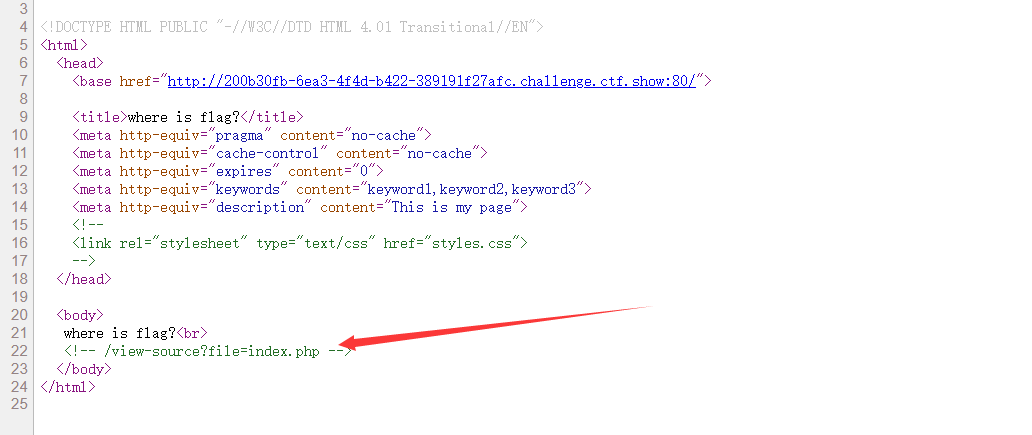 3
4 <!DOCTYPE HTML PUBLIC "-//W3C//DTD HTML 4.01 Transitional//EN">
5 <html>
6 <head>
7 <base href="http://200b30fb-6ea3-4f4d-b422-389191f27afc.challenge.ctf.show:80/">
8
9 <title>where is flag?</title>
10 <meta http-equiv="pragma" content="no-cache">
11 <meta http-equiv="cache-control" content="no-cache">
12 <meta http-equiv="expires" content="0">
13 <meta http-equiv="keywords" content="keyword1,keyword2,keyword3">
14 <meta http-equiv="description" content="This is my page">
15 <!--
16 <link rel="stylesheet" type="text/css" href="styles.css">
17 -->
18 </head>
19
20 <body>
21 where is flag?<br>
22 <!-- /view-source?file=index.php -->
23 </body>
24 </html>
25